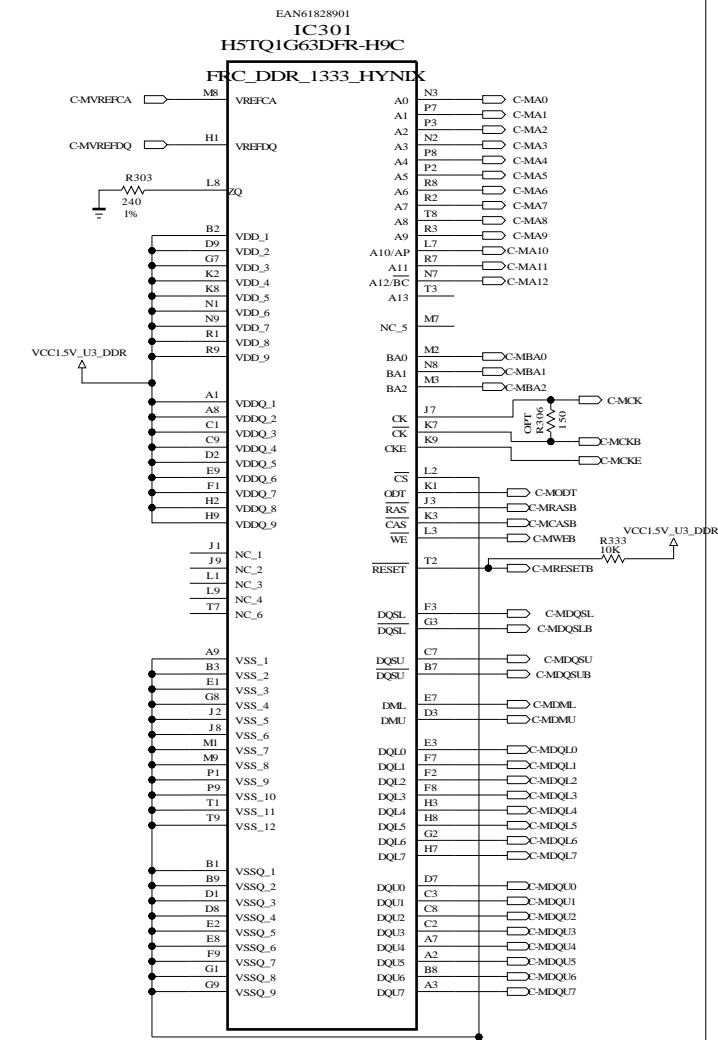 EAN61828901
IC301
H5TQ1G63DFR-H9C
FRC_DDR_1333_HYNIX
C-MVREFCA M8 VREFCA
C-MVREFDQ H1 VREFDQ
R303
240
1%
L8 ZQ
B2 VDD_1
D9 VDD_2
G7 VDD_3
K2 VDD_4
K8 VDD_5
N1 VDD_6
N9 VDD_7
R1 VDD_8
R9 VDD_9
VCC1.5V_U3_DDR
A1 VDDQ_1
A8 VDDQ_2
C1 VDDQ_3
C9 VDDQ_4
D2 VDDQ_5
E9 VDDQ_6
F1 VDDQ_7
H2 VDDQ_8
H9 VDDQ_9
J1 NC_1
J9 NC_2
L1 NC_3
L9 NC_4
T7 NC_6
A9 VSS_1
B3 VSS_2
E1 VSS_3
G8 VSS_4
J2 VSS_5
J8 VSS_6
M1 VSS_7
M9 VSS_8
P1 VSS_9
P9 VSS_10
T1 VSS_11
T9 VSS_12
B1 VSSQ_1
B9 VSSQ_2
D1 VSSQ_3
D8 VSSQ_4
E2 VSSQ_5
E8 VSSQ_6
F9 VSSQ_7
G1 VSSQ_8
G9 VSSQ_9
A0 N3 C-MA0
A1 P7 C-MA1
A2 P3 C-MA2
A3 N2 C-MA3
A4 P8 C-MA4
A5 P2 C-MA5
A6 R8 C-MA6
A7 R2 C-MA7
A8 T8 C-MA8
A9 R3 C-MA9
A10/AP L7 C-MA10
A11 R7 C-MA11
A12/BC N7 C-MA12
A13 T3
NC_5 M7
BA0 M2 C-MBA0
BA1 N8 C-MBA1
BA2 M3 C-MBA2
CK J7 C-MCK
CK K7 C-MCKB
CKE K9 C-MCKE
OPT
R306
150
CS L2
ODT K1 C-MODT
RAS J3 C-MRASB
CAS K3 C-MCASB
WE L3 C-MWEB
RESET T2 C-MRESETB
R333
10K
VCC1.5V_U3_DDR
DQSL F3 C-MDQSL
DQSL G3 C-MDQSLB
DQSU C7 C-MDQSU
DQSU B7 C-MDQSUB
DML E7 C-MDML
DMU D3 C-MDMU
DQL0 E3 C-MDQL0
DQL1 F7 C-MDQL1
DQL2 F2 C-MDQL2
DQL3 F8 C-MDQL3
DQL4 H3 C-MDQL4
DQL5 H8 C-MDQL5
DQL6 G2 C-MDQL6
DQL7 H7 C-MDQL7
DQU0 D7 C-MDQU0
DQU1 C3 C-MDQU1
DQU2 C8 C-MDQU2
DQU3 C2 C-MDQU3
DQU4 A7 C-MDQU4
DQU5 A2 C-MDQU5
DQU6 B8 C-MDQU6
DQU7 A3 C-MDQU7